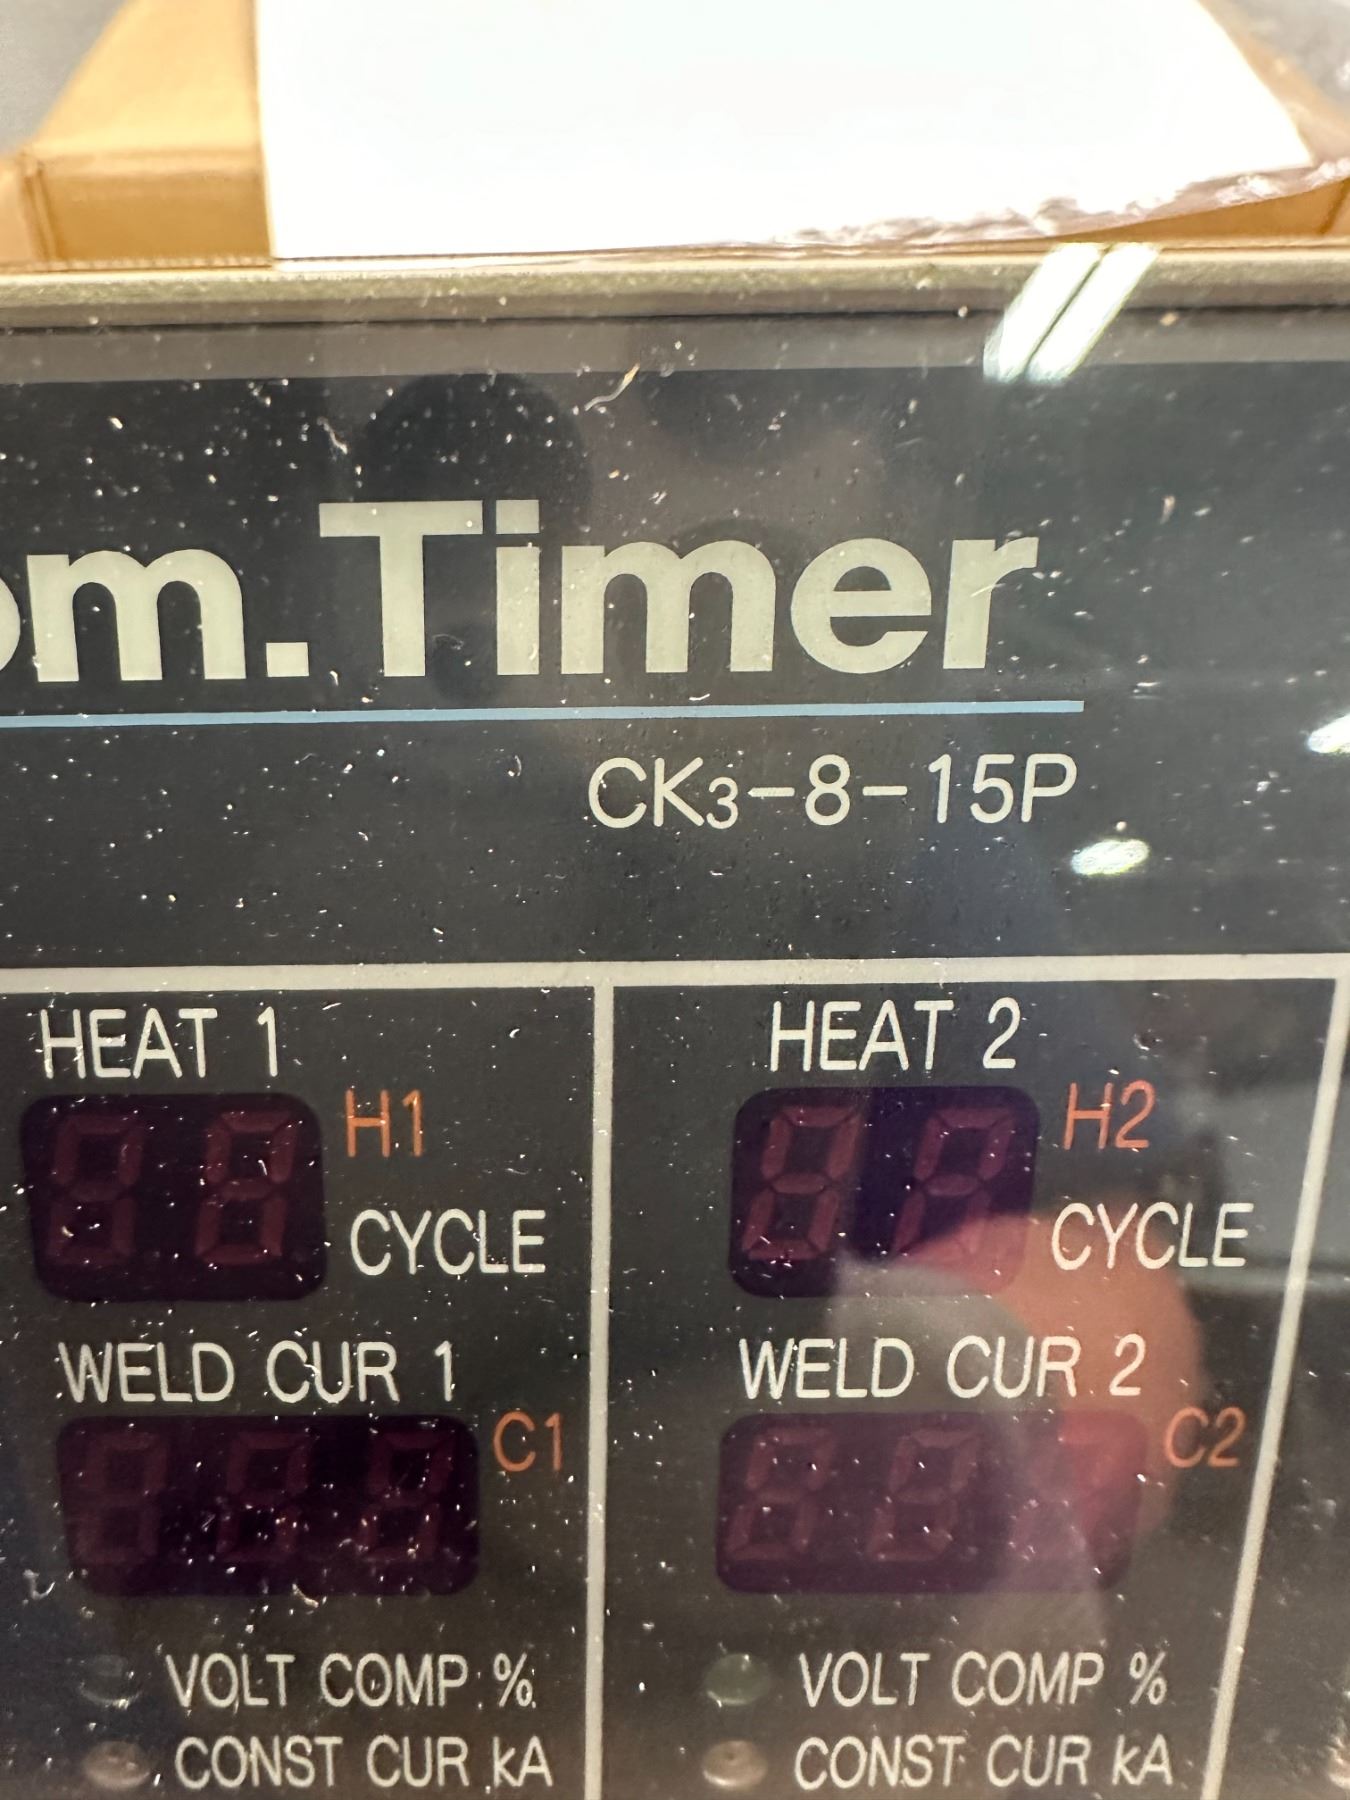 om.Timer
CK3-8-15P
HEAT 1
H1
CYCLE
WELD CUR 1
C1
VOLT COMP %
CONST CUR kA
HEAT 2
H2
CYCLE
WELD CUR 2
C2
VOLT COMP %
CONST CUR kA